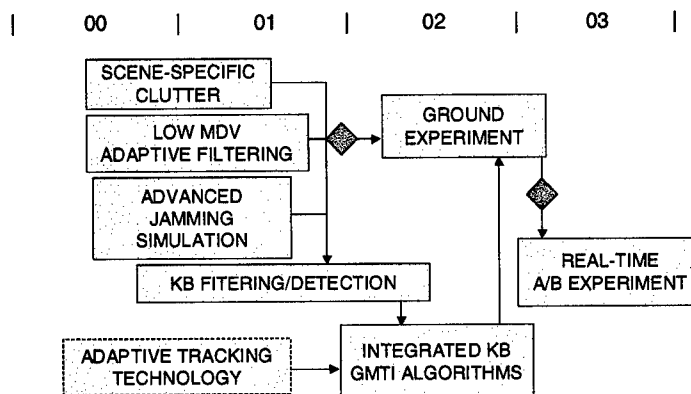 | 00 | 01 | 02 | 03 |
SCENE-SPECIFIC
CLUTTER
LOW MDV
ADAPTIVE FILTERING
GROUND
EXPERIMENT
ADVANCED
JAMMING
SIMULATION
KB FITERING/DETECTION
REAL-TIME
A/B EXPERIMENT
ADAPTIVE TRACKING
TECHNOLOGY
INTEGRATED KB
GMTI ALGORITHMS